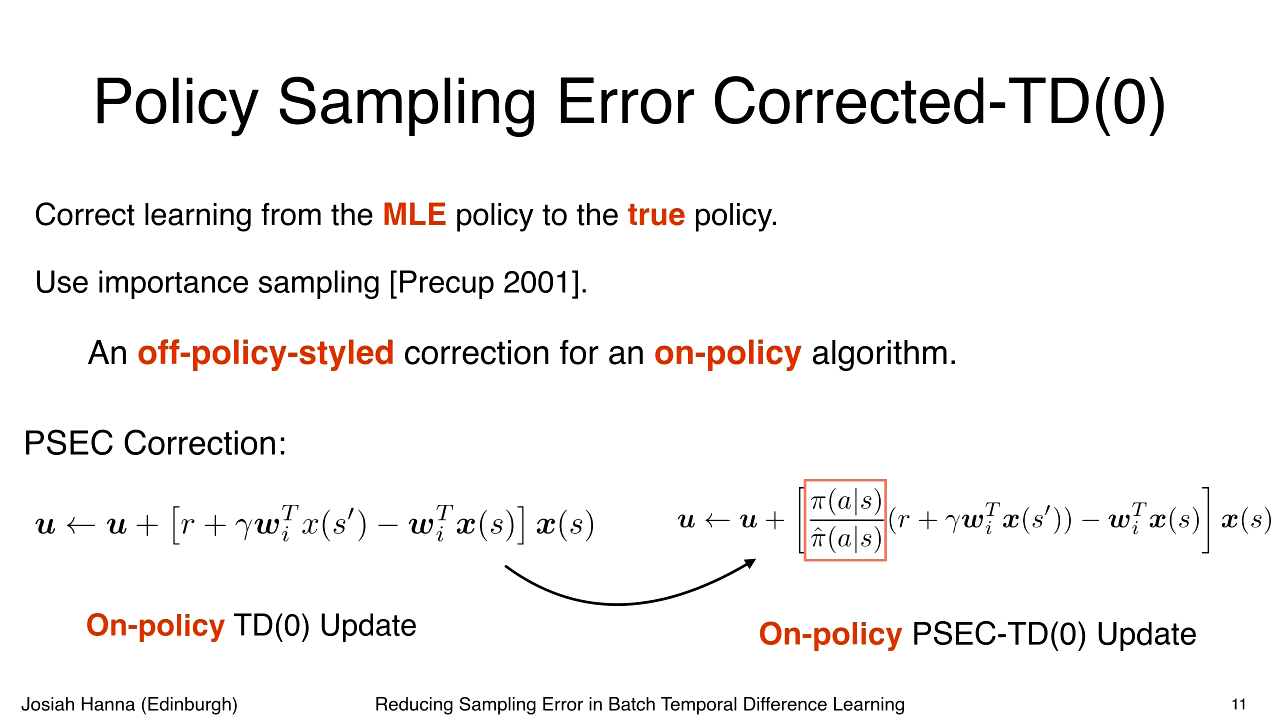 Policy Sampling Error Corrected-TD(0)
Correct learning from the MLE policy to the true policy.
Use importance sampling [Precup 2001].
An off-policy-styled correction for an on-policy algorithm.
PSEC Correction:
u ← u + [r + γw_i^T x(s′) − w_i^T x(s)] x(s)
u ← u + [π(a|s)/π̂(a|s) (r + γw_i^T x(s′)) − w_i^T x(s)] x(s)
On-policy TD(0) Update
On-policy PSEC-TD(0) Update
Josiah Hanna (Edinburgh)
Reducing Sampling Error in Batch Temporal Difference Learning
11